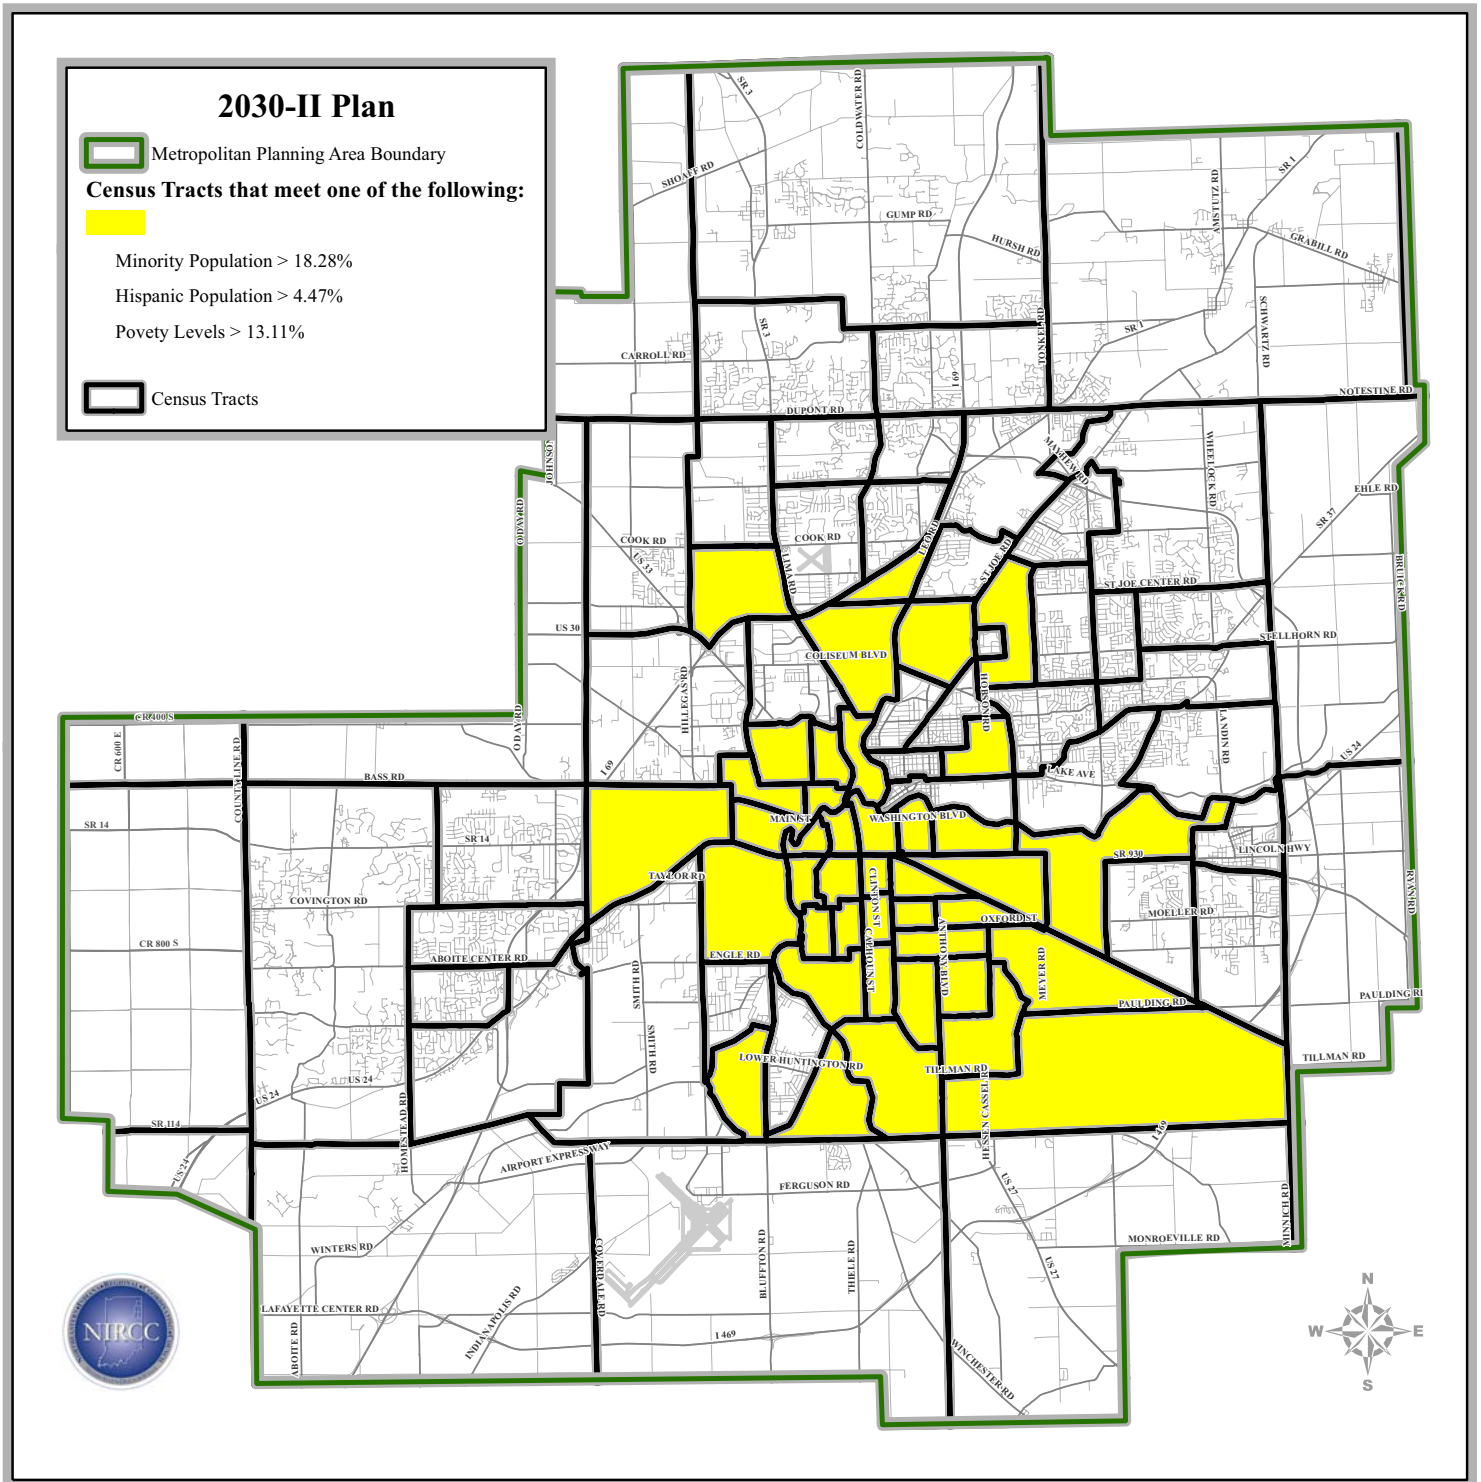 2030-II Plan
Metropolitan Planning Area Boundary
Census Tracts that meet one of the following:
Minority Population > 18.28%
Hispanic Population > 4.47%
Povety Levels > 13.11%
Census Tracts
SR 3
COLDWATER RD
SHOAFF RD
GUMP RD
HURSH RD
AMSTUTZ RD
SR 1
GRABILL RD
SCHWARTZ RD
SR 3
SR 1
TONKEL RD
CARROLL RD
I 69
NOTESTINE RD
DUPONT RD
JOHNSON
MAYHEW RD
WHEELOCK RD
EHLE RD
SR 37
O DAY RD
COOK RD
COOK RD
US 33
LIMA RD
ST JOE RD
BRUICK RD
ST JOE CENTER RD
US 30
STELLHORN RD
COLISEUM BLVD
HILLEGAS RD
HOBSON RD
CR 400 S
O DAY RD
CR 600 E
COUNTY LINE RD
LANDIN RD
US 24
I 69
BASS RD
LAKE AVE
SR 14
MAIN ST
WASHINGTON BLVD
SR 14
SR 930
LINCOLN HWY
TAYLOR RD
CLINTON ST
RYAN RD
COVINGTON RD
MOELLER RD
OXFORD ST
CR 800 S
ABOITE CENTER RD
ENGLE RD
CALHOUN ST
ANTHONY BLVD
MEYER RD
SMITH RD
PAULDING RD
PAULDING RD
SMITH RD
LOWER HUNTINGTON RD
TILLMAN RD
TILLMAN RD
US 24
US 24
HESSEN CASSEL RD
SR 114
HOMESTEAD RD
I 469
AIRPORT EXPRESSWAY
US 24
FERGUSON RD
US 27
MINNICH RD
WINTERS RD
COVERDALE RD
BLUFFTON RD
THIELE RD
MONROEVILLE RD
US 27
LAFAYETTE CENTER RD
INDIANAPOLIS RD
ABOITE RD
I 469
WINCHESTER RD
NIRCC
N
W
E
S